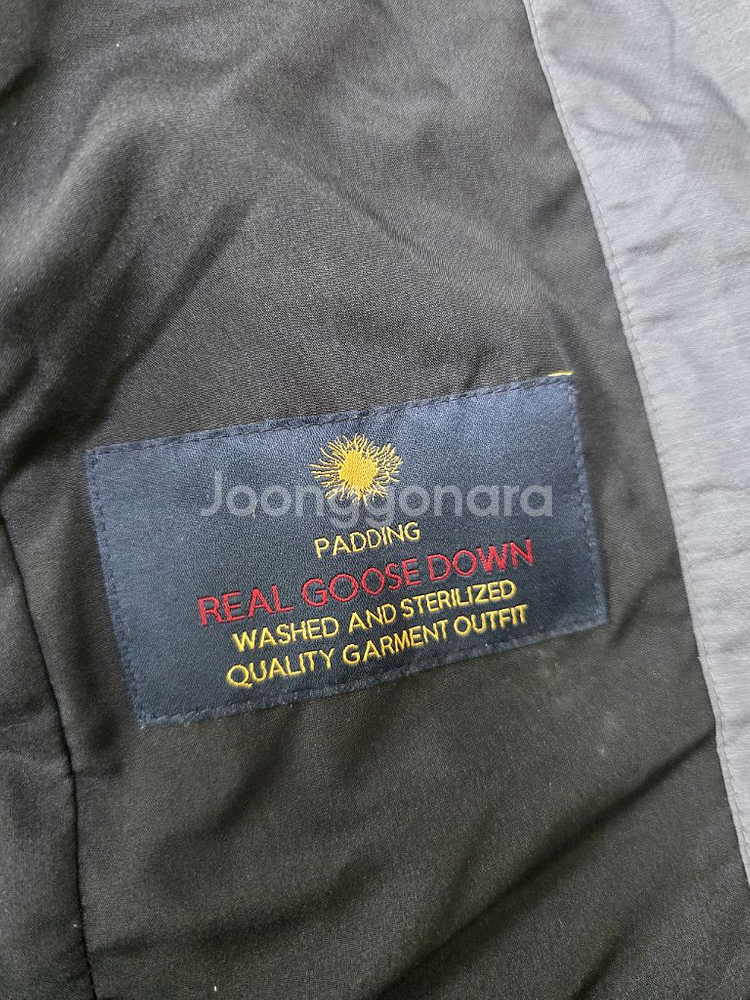 Joonggonara
PADDING
REAL GOOSE DOWN
WASHED AND STERILIZED
QUALITY GARMENT OUTFIT